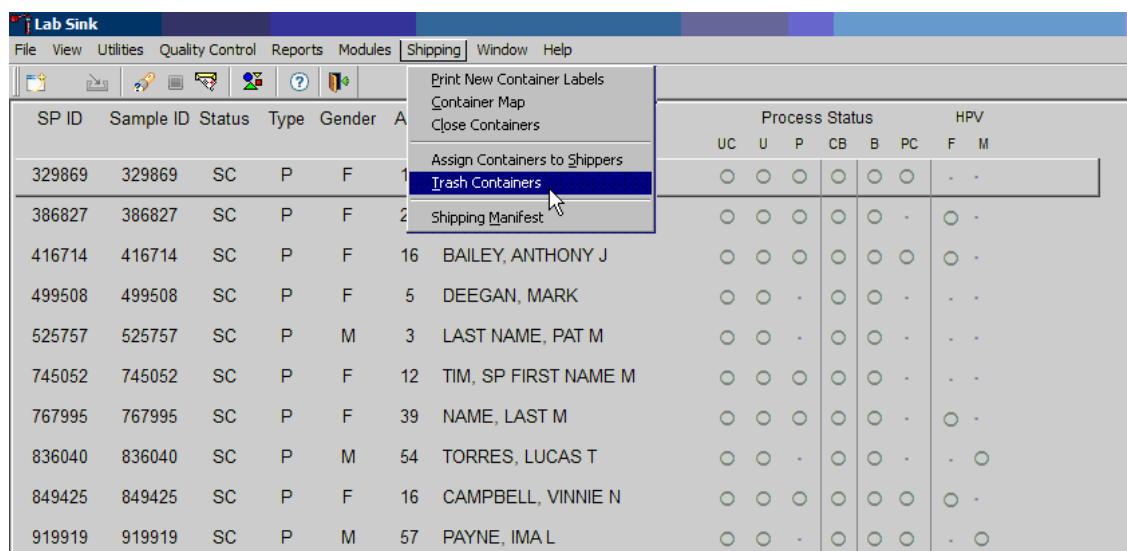 Lab Sink
File View Utilities Quality Control Reports Modules Shipping Window Help
Print New Container Labels
Container Map
Close Containers
Assign Containers to Shippers
Trash Containers
Shipping Manifest
SP ID Sample ID Status Type Gender A Process Status HPV
UC U P CB B PC F M
329869 329869 SC P F 1
386827 386827 SC P F 2
416714 416714 SC P F 16 BAILEY, ANTHONY J
499508 499508 SC P F 5 DEEGAN, MARK
525757 525757 SC P M 3 LAST NAME, PAT M
745052 745052 SC P F 12 TIM, SP FIRST NAME M
767995 767995 SC P F 39 NAME, LAST M
836040 836040 SC P M 54 TORRES, LUCAS T
849425 849425 SC P F 16 CAMPBELL, VINNIE N
919919 919919 SC P M 57 PAYNE, IMA L